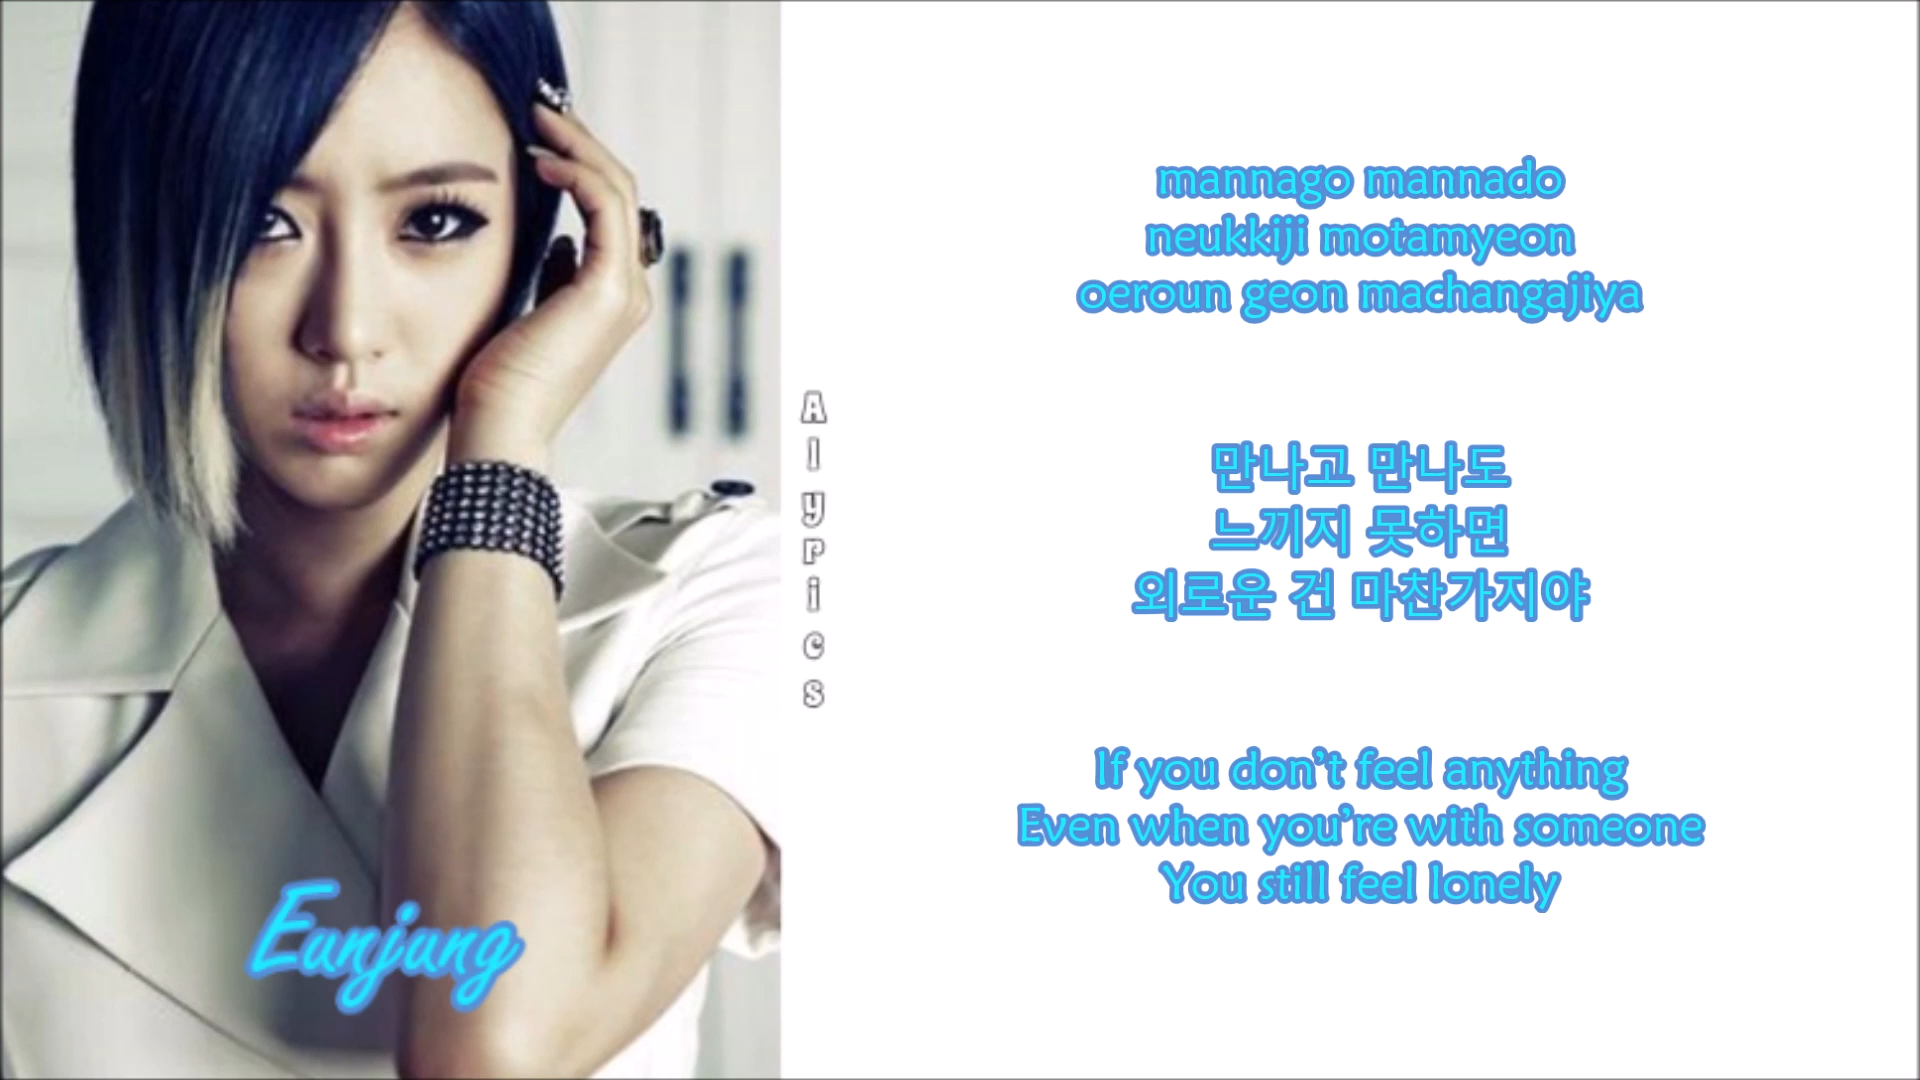 mannago mannado
neukkiji motamyeon
oeroun geon machangajiya
만나고 만나도
느끼지 못하면
외로운 건 마찬가지야
If you don't feel anything
Even when you're with someone
You still feel lonely
Alyrics
Eunjung